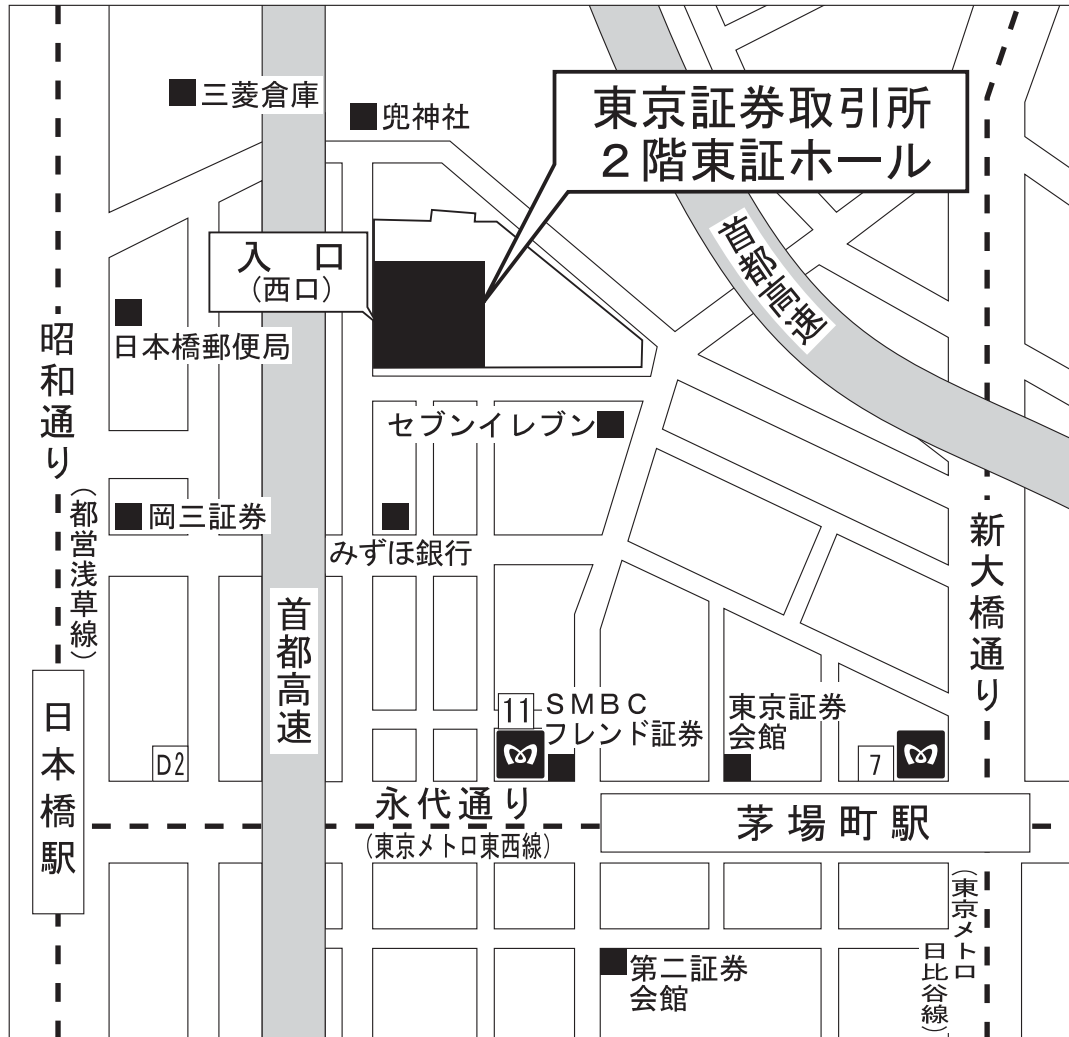 三菱倉庫
兜神社
東京証券取引所
2階東証ホール
入 口
(西口)
首都高速
日本橋郵便局
昭和通り
(都営浅草線)
セブンイレブン
岡三証券
みずほ銀行
新大橋通り
首都高速
日本橋駅
D2
11
SMBC
フレンド証券
東京証券
会館
7
永代通り
(東京メトロ東西線)
茅場町駅
(東京メトロ
日比谷線)
第二証券
会館